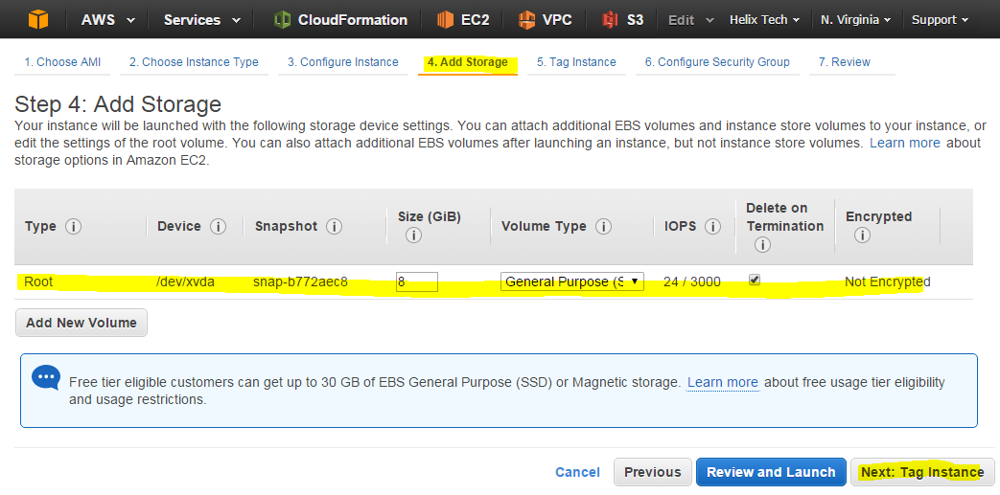 AWS Services CloudFormation EC2 VPC S3 Edit Helix Tech N. Virginia Support
1. Choose AMI 2. Choose Instance Type 3. Configure Instance 4. Add Storage 5. Tag Instance 6. Configure Security Group 7. Review
Step 4: Add Storage
Your instance will be launched with the following storage device settings. You can attach additional EBS volumes and instance store volumes to your instance, or
edit the settings of the root volume. You can also attach additional EBS volumes after launching an instance, but not instance store volumes. Learn more about
storage options in Amazon EC2.
Type Device Snapshot Size (GiB) Volume Type IOPS Delete on Termination Encrypted
Root /dev/xvda snap-b772aec8 8 General Purpose (S 24 / 3000 Not Encrypted
Add New Volume
Free tier eligible customers can get up to 30 GB of EBS General Purpose (SSD) or Magnetic storage. Learn more about free usage tier eligibility
and usage restrictions.
Cancel Previous Review and Launch Next: Tag Instance